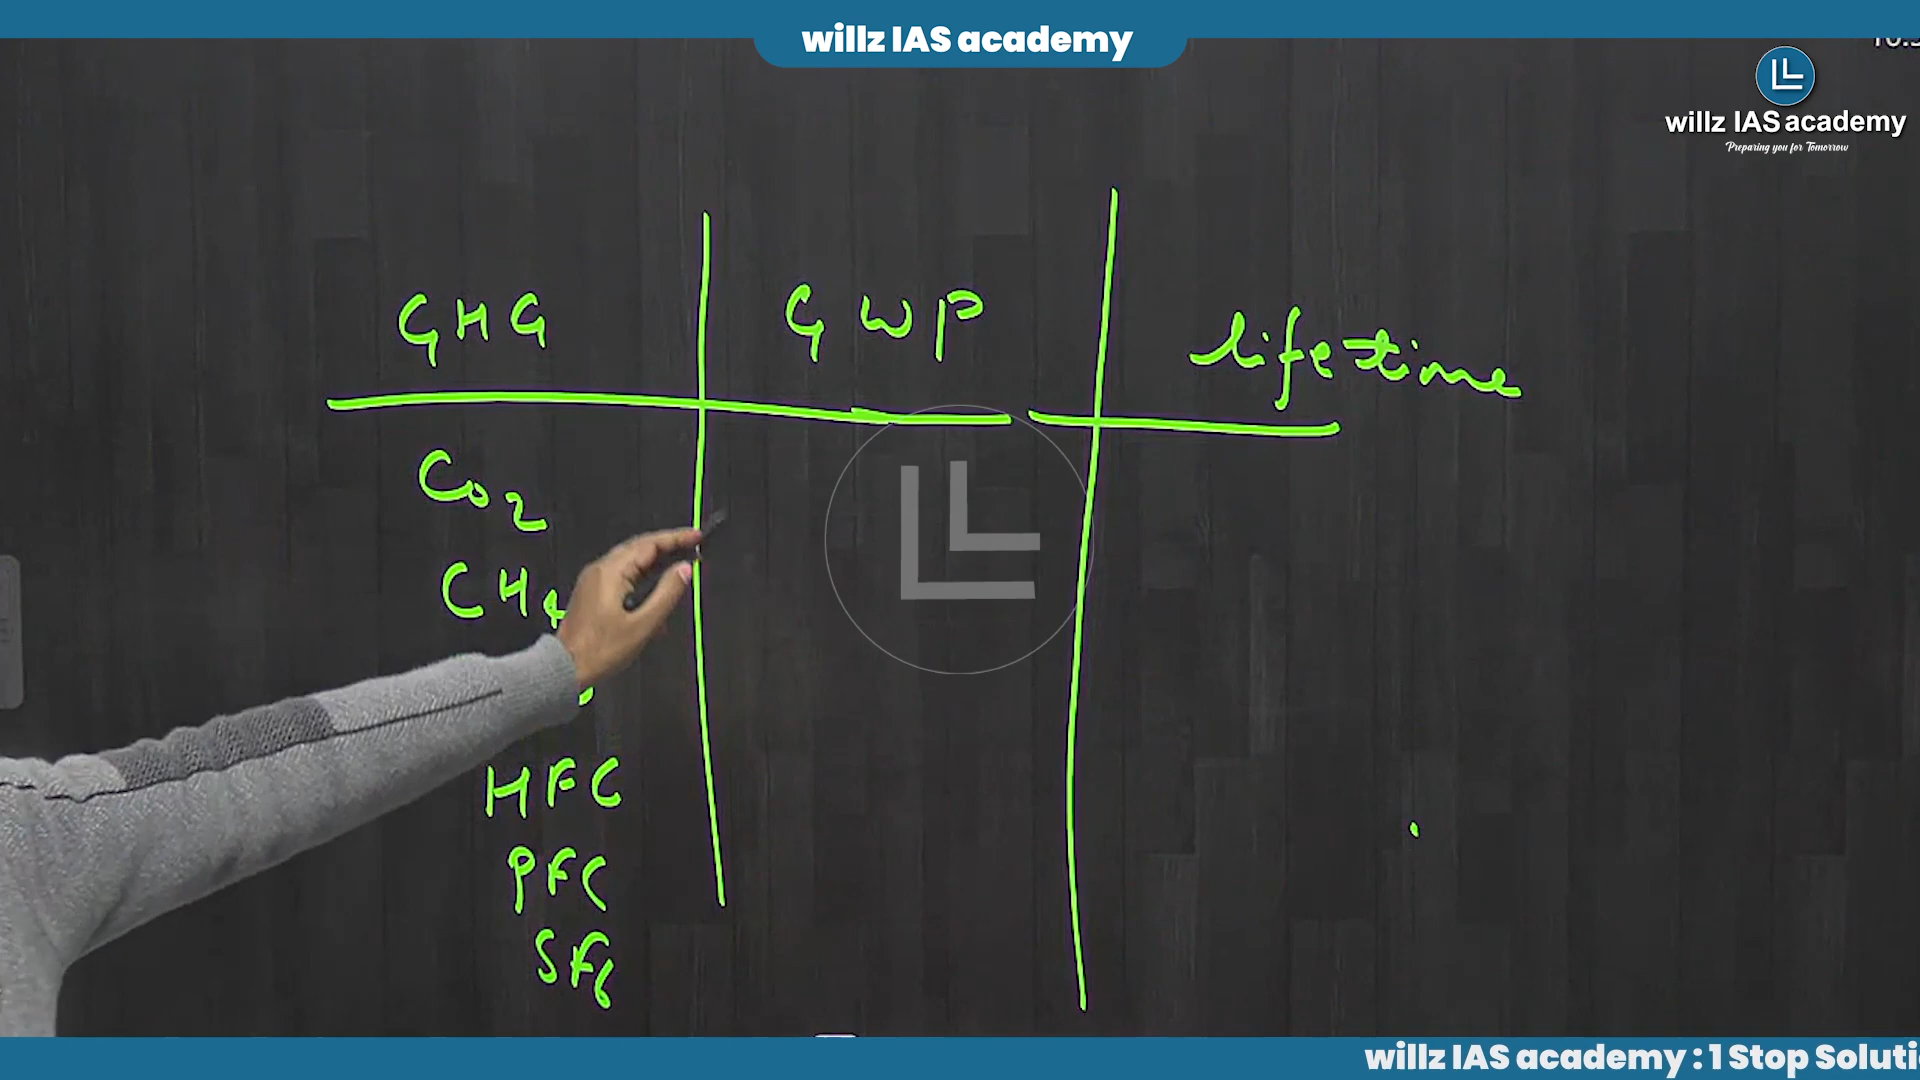 willz IAS academy
willz IAS academy
Preparing you for Tomorrow
GHG GWP lifetime
CO2
CH4
HFC
PFC
SF6
willz IAS academy : 1 Stop Soluti